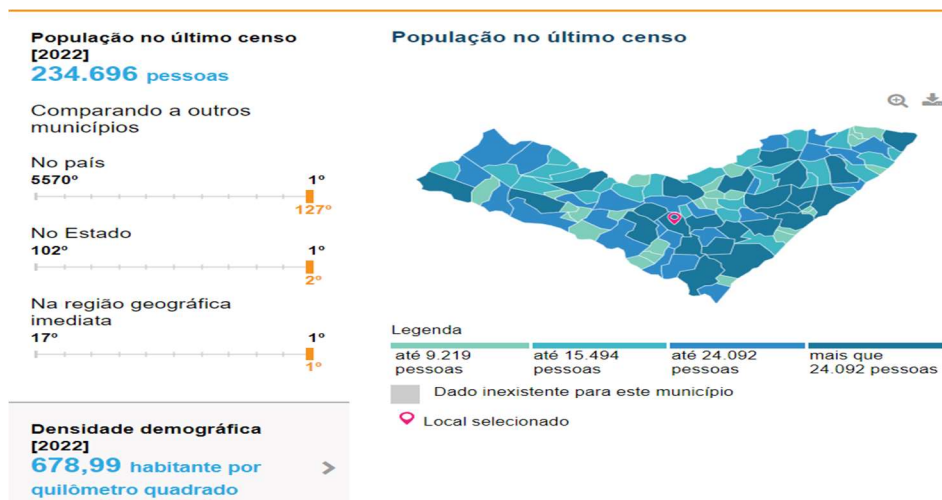 População no último censo
[2022]
234.696 pessoas
Comparando a outros
municípios
No país
5570º 1º
127º
No Estado
102º 1º
2º
Na região geográfica
imediata
17º 1º
1º
Densidade demográfica
[2022]
678,99 habitante por
quilômetro quadrado
População no último censo
Legenda
até 9.219
pessoas
até 15.494
pessoas
até 24.092
pessoas
mais que
24.092 pessoas
Dado inexistente para este município
Local selecionado